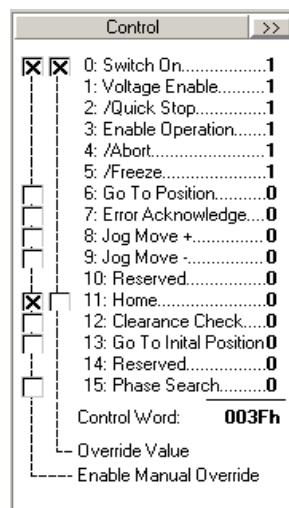 Control >>
0: Switch On..................1
1: Voltage Enable..........1
2: /Quick Stop................1
3: Enable Operation.......1
4: /Abort.........................1
5: /Freeze.......................1
6: Go To Position...........0
7: Error Acknowledge....0
8: Jog Move +................0
9: Jog Move -.................0
10: Reserved.................0
11: Home.......................0
12: Clearance Check.....0
13: Go To Inital Position0
14: Reserved.................0
15: Phase Search.........0
Control Word: 003Fh
Override Value
Enable Manual Override